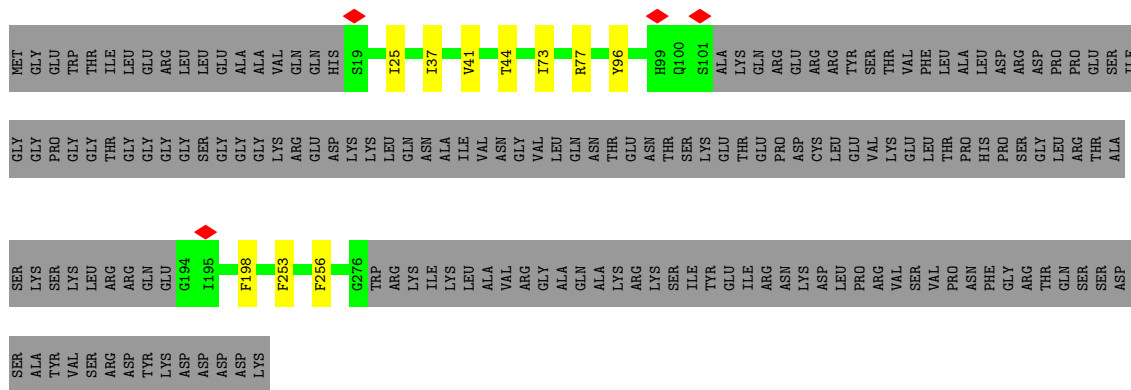 MET GLY GLU TRP THR ILE LEU GLU ARG LEU LEU GLU ALA ALA VAL GLN GLN HIS S19 I25 I37 V41 T44 I73 R77 Y96 H99 Q100 S101 ALA LYS GLN ARG GLU ARG ARG TYR SER THR VAL PHE LEU ALA LEU ASP ARG ASP PRO PRO GLU SER ILE
GLY GLY PRO GLY GLY THR GLY GLY GLY GLY SER GLY GLY GLY LYS ARG GLU ASP LYS LYS LEU GLN ASN ALA ILE VAL ASN GLY VAL LEU GLN ASN THR GLU ASN THR SER LYS GLU THR GLU PRO ASP CYS LEU GLU VAL LYS GLU LEU THR PRO HIS PRO SER GLY LEU ARG THR ALA
SER LYS SER LYS LEU ARG ARG GLN GLU G194 I195 F198 F253 F256 G276 TRP ARG LYS ILE LYS LEU ALA VAL ARG GLY ALA GLN ALA LYS ARG LYS SER ILE TYR GLU ILE ARG ASN LYS ASP LEU PRO ARG VAL SER VAL PRO ASN PHE GLY ARG THR GLN SER SER ASP
SER ALA TYR VAL SER ARG ASP TYR LYS ASP ASP ASP ASP LYS